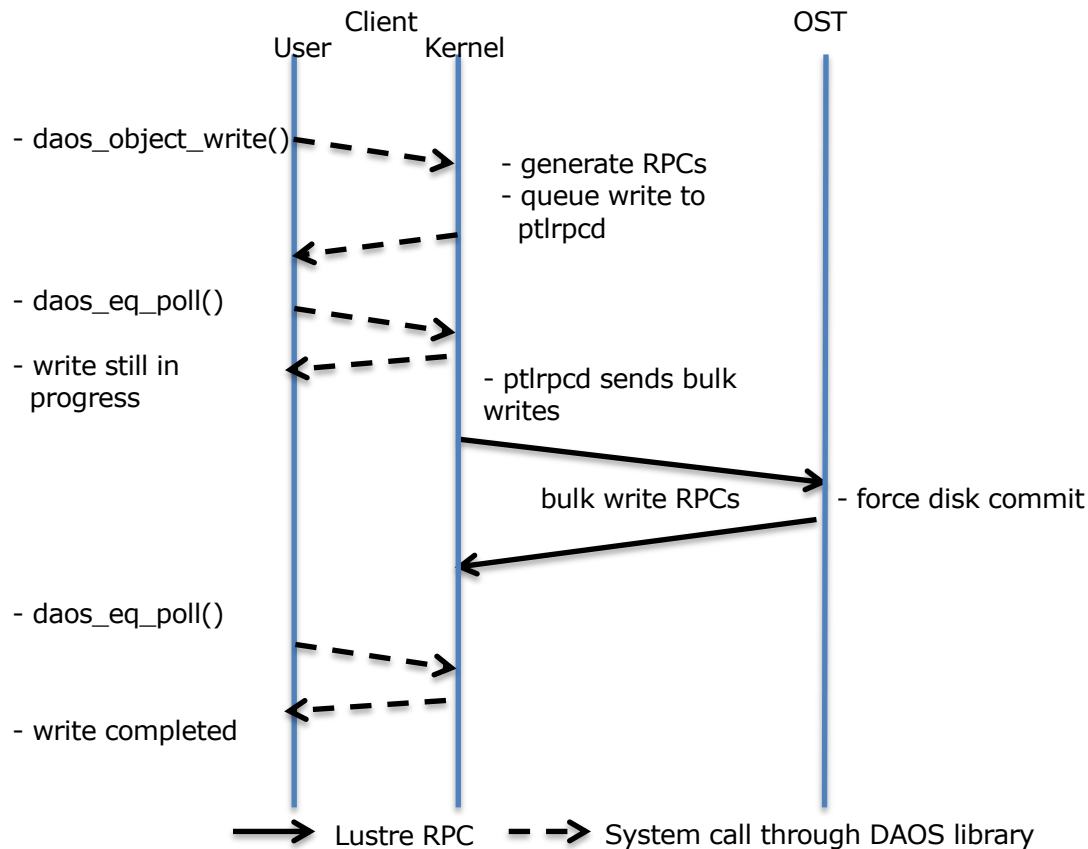 Client
OST
User
Kernel
- daos_object_write()
- generate RPCs
- queue write to
ptlrpcd
- daos_eq_poll()
- write still in
progress
- ptlrpcd sends bulk
writes
bulk write RPCs
- force disk commit
- daos_eq_poll()
- write completed
Lustre RPC
System call through DAOS library